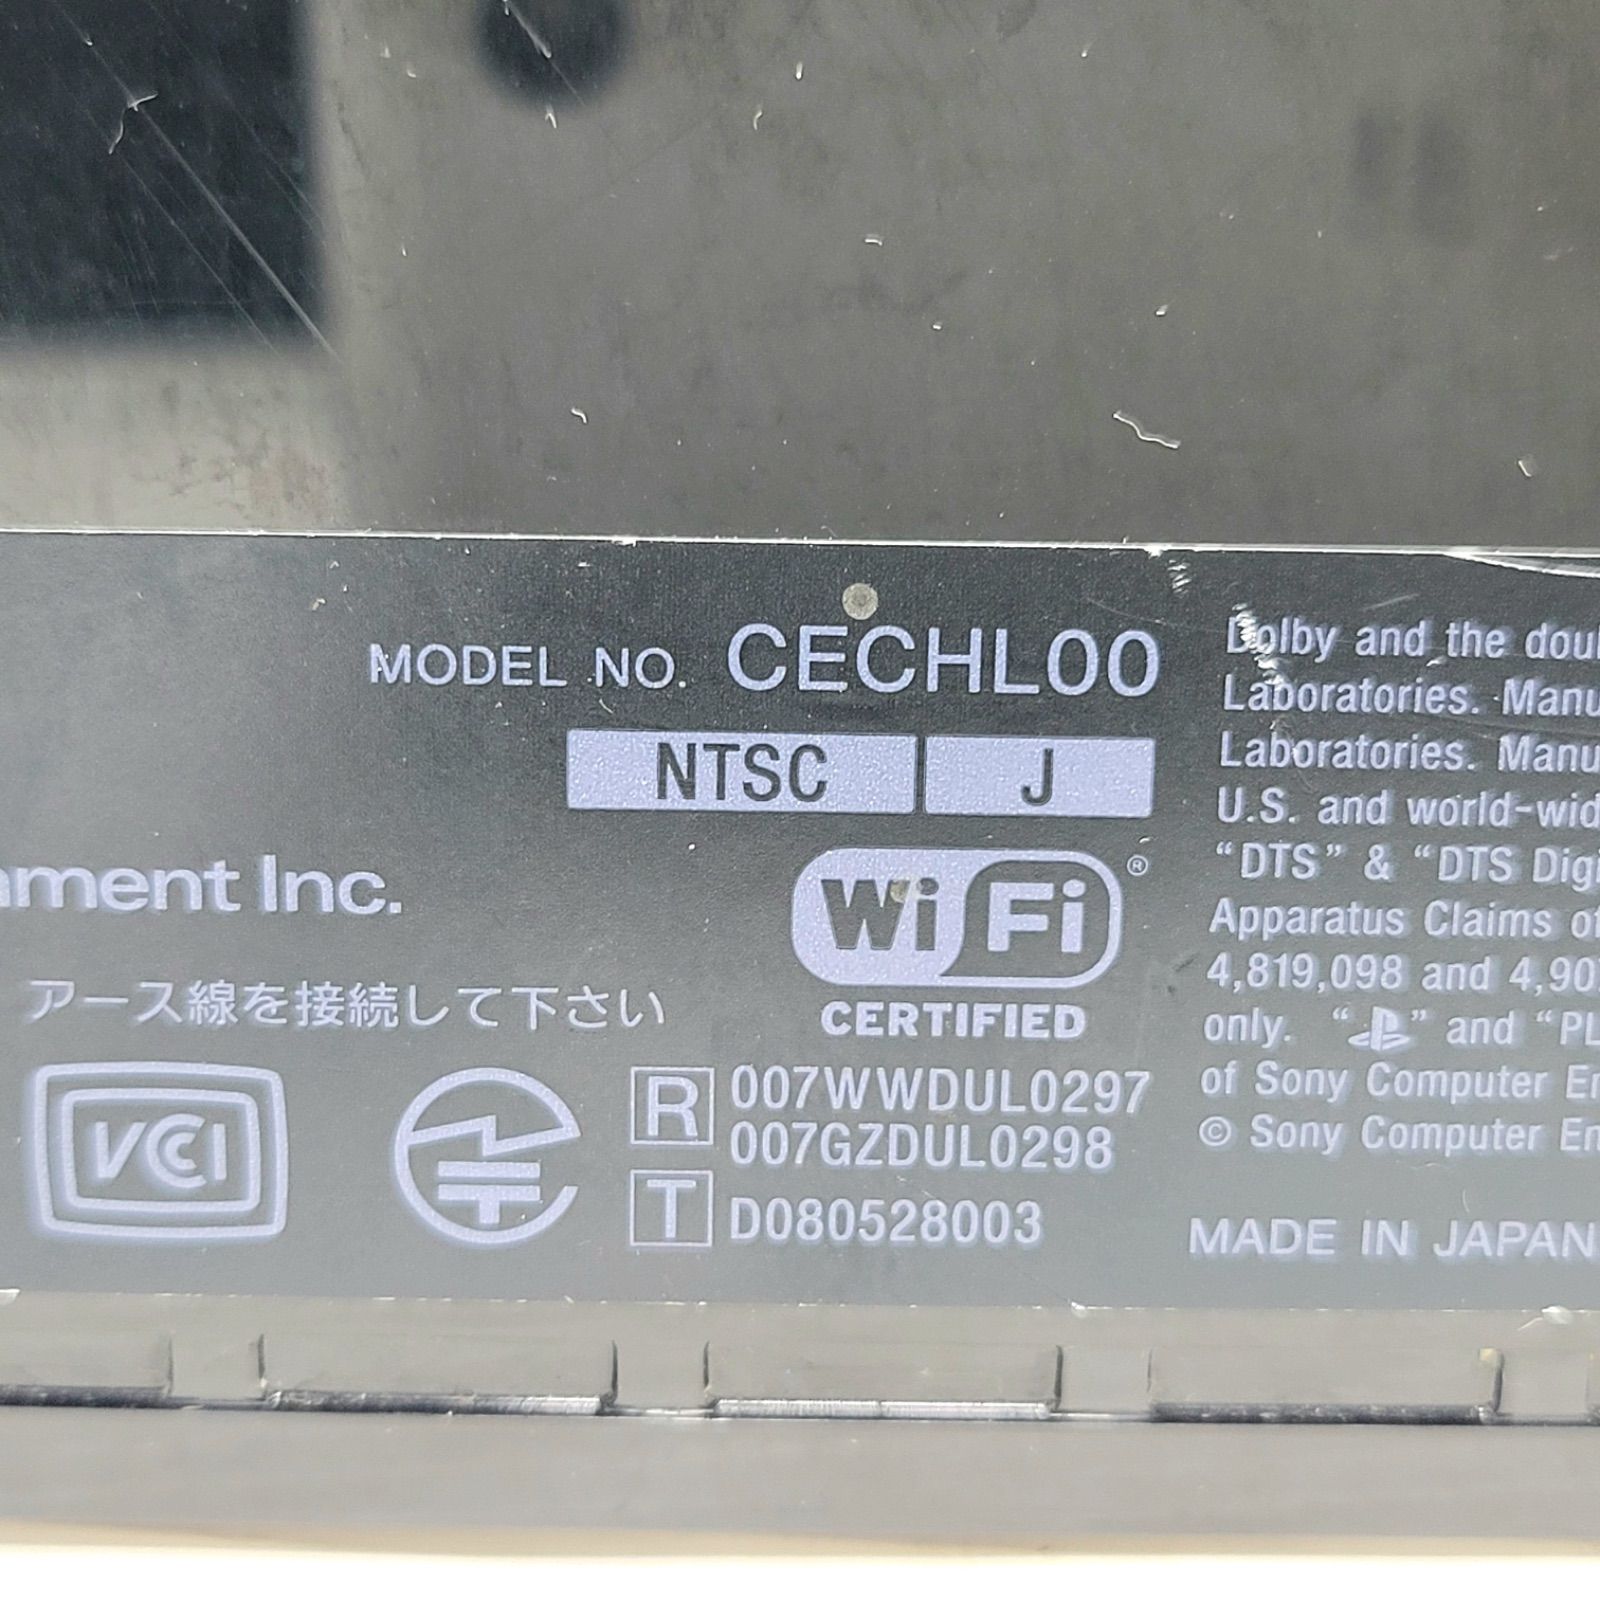 MODEL NO. CECHL00
NTSC J
nment Inc.
Wi Fi ®
CERTIFIED
アース線を接続して下さい
VCCI
R 007WWDUL0297
007GZDUL0298
T D080528003
Dolby and the dou
Laboratories. Manu
Laboratories. Manu
U.S. and world-wid
“DTS” & “DTS Digi
Apparatus Claims of
4,819,098 and 4,907
only. “ ” and “PL
of Sony Computer En
© Sony Computer En
MADE IN JAPAN